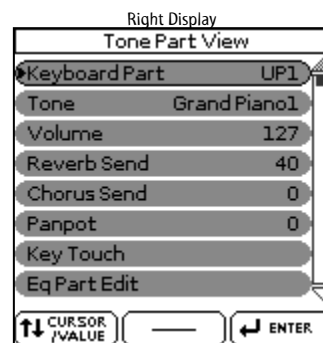 Right Display
Tone Part View
Keyboard Part UP1
Tone Grand Piano1
Volume 127
Reverb Send 40
Chorus Send 0
Panpot 0
Key Touch
Eq Part Edit
CURSOR
/VALUE
ENTER